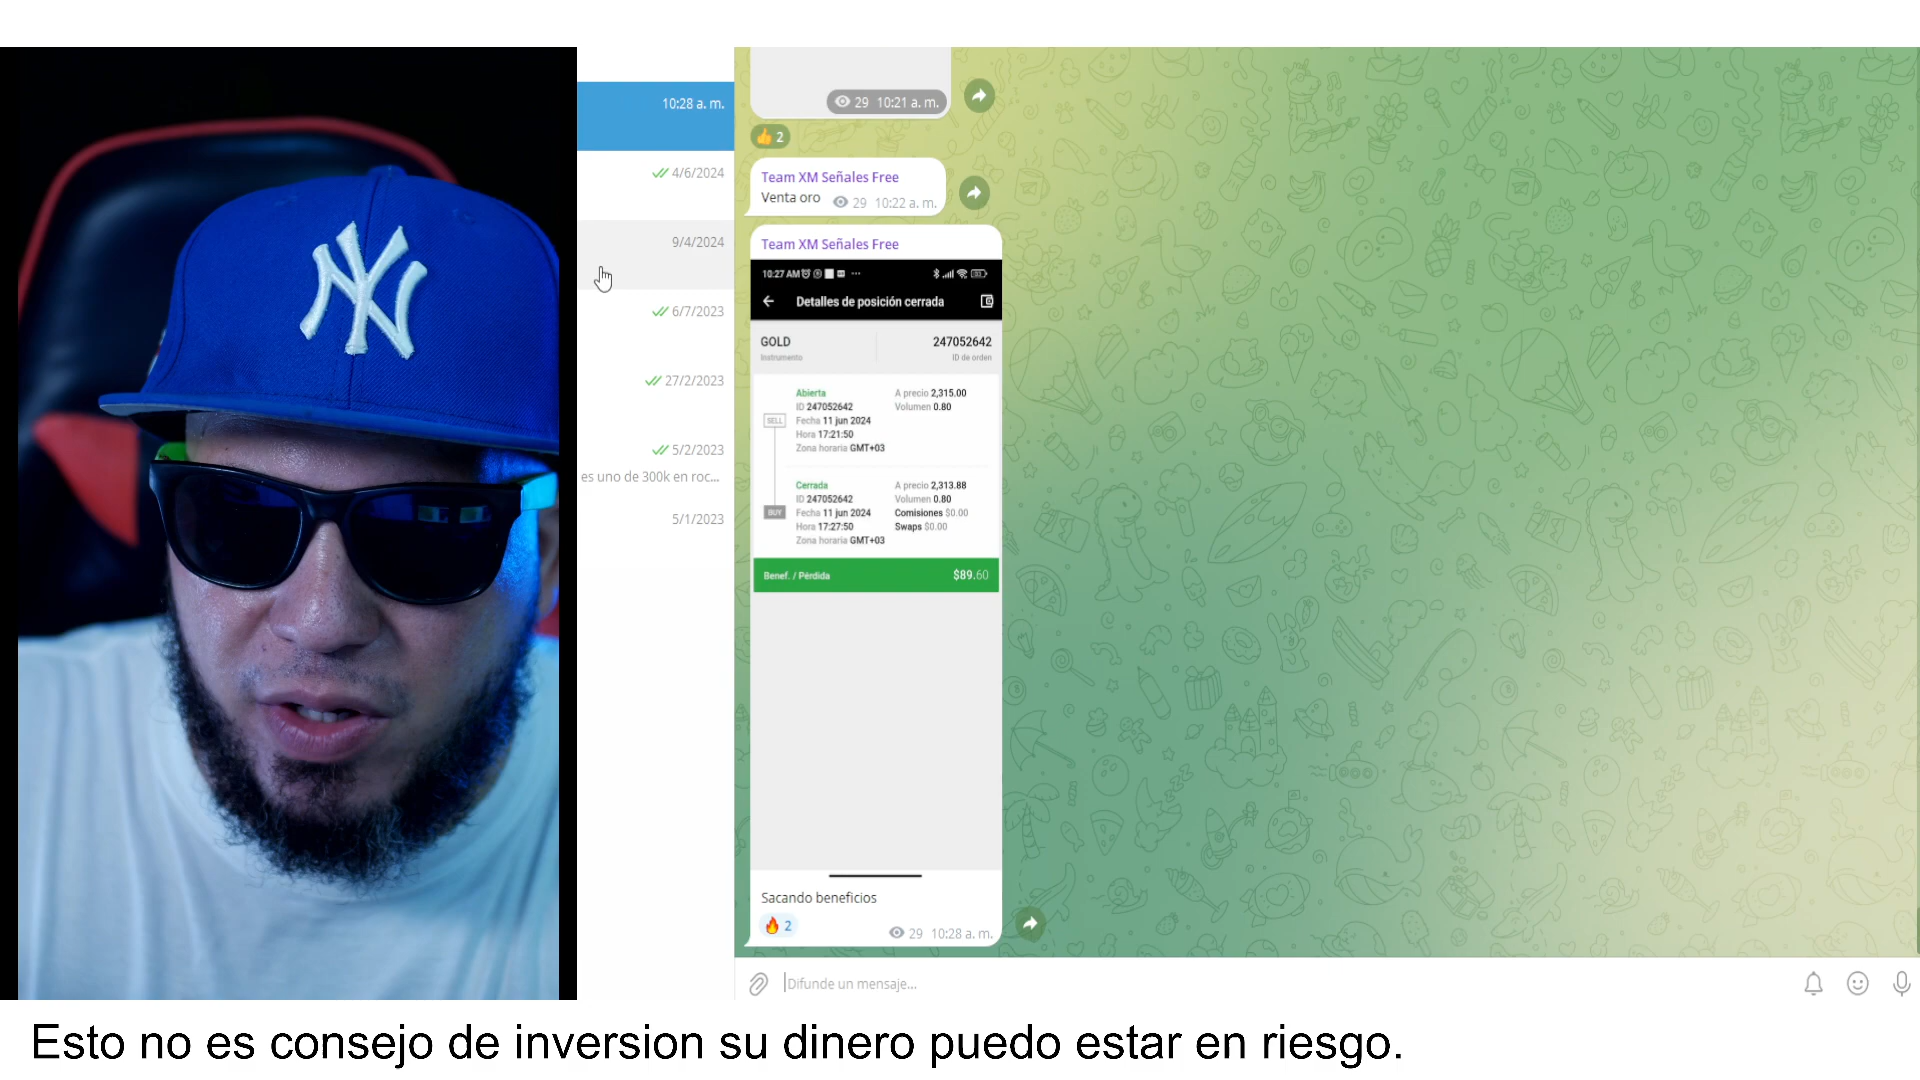 NY
10:28 a. m.
4/6/2024
9/4/2024
6/7/2023
27/2/2023
5/2/2023
es uno de 300k en roc...
5/1/2023
29 10:21 a. m.
2
Team XM Señales Free
Venta oro 29 10:22 a. m.
Team XM Señales Free
10:27 AM
Detalles de posición cerrada
GOLD 247052642
Instrumento ID de orden
Abierta A precio 2,315.00
ID 247052642 Volumen 0.80
SELL Fecha 11 jun 2024
Hora 17:21:50
Zona horaria GMT+03
Cerrada A precio 2,313.88
ID 247052642 Volumen 0.80
BUY Fecha 11 jun 2024 Comisiones $0.00
Hora 17:27:50 Swaps $0.00
Zona horaria GMT+03
Benef. / Pérdida $89.60
Sacando beneficios
2 29 10:28 a. m.
Difunde un mensaje...
Esto no es consejo de inversion su dinero puedo estar en riesgo.